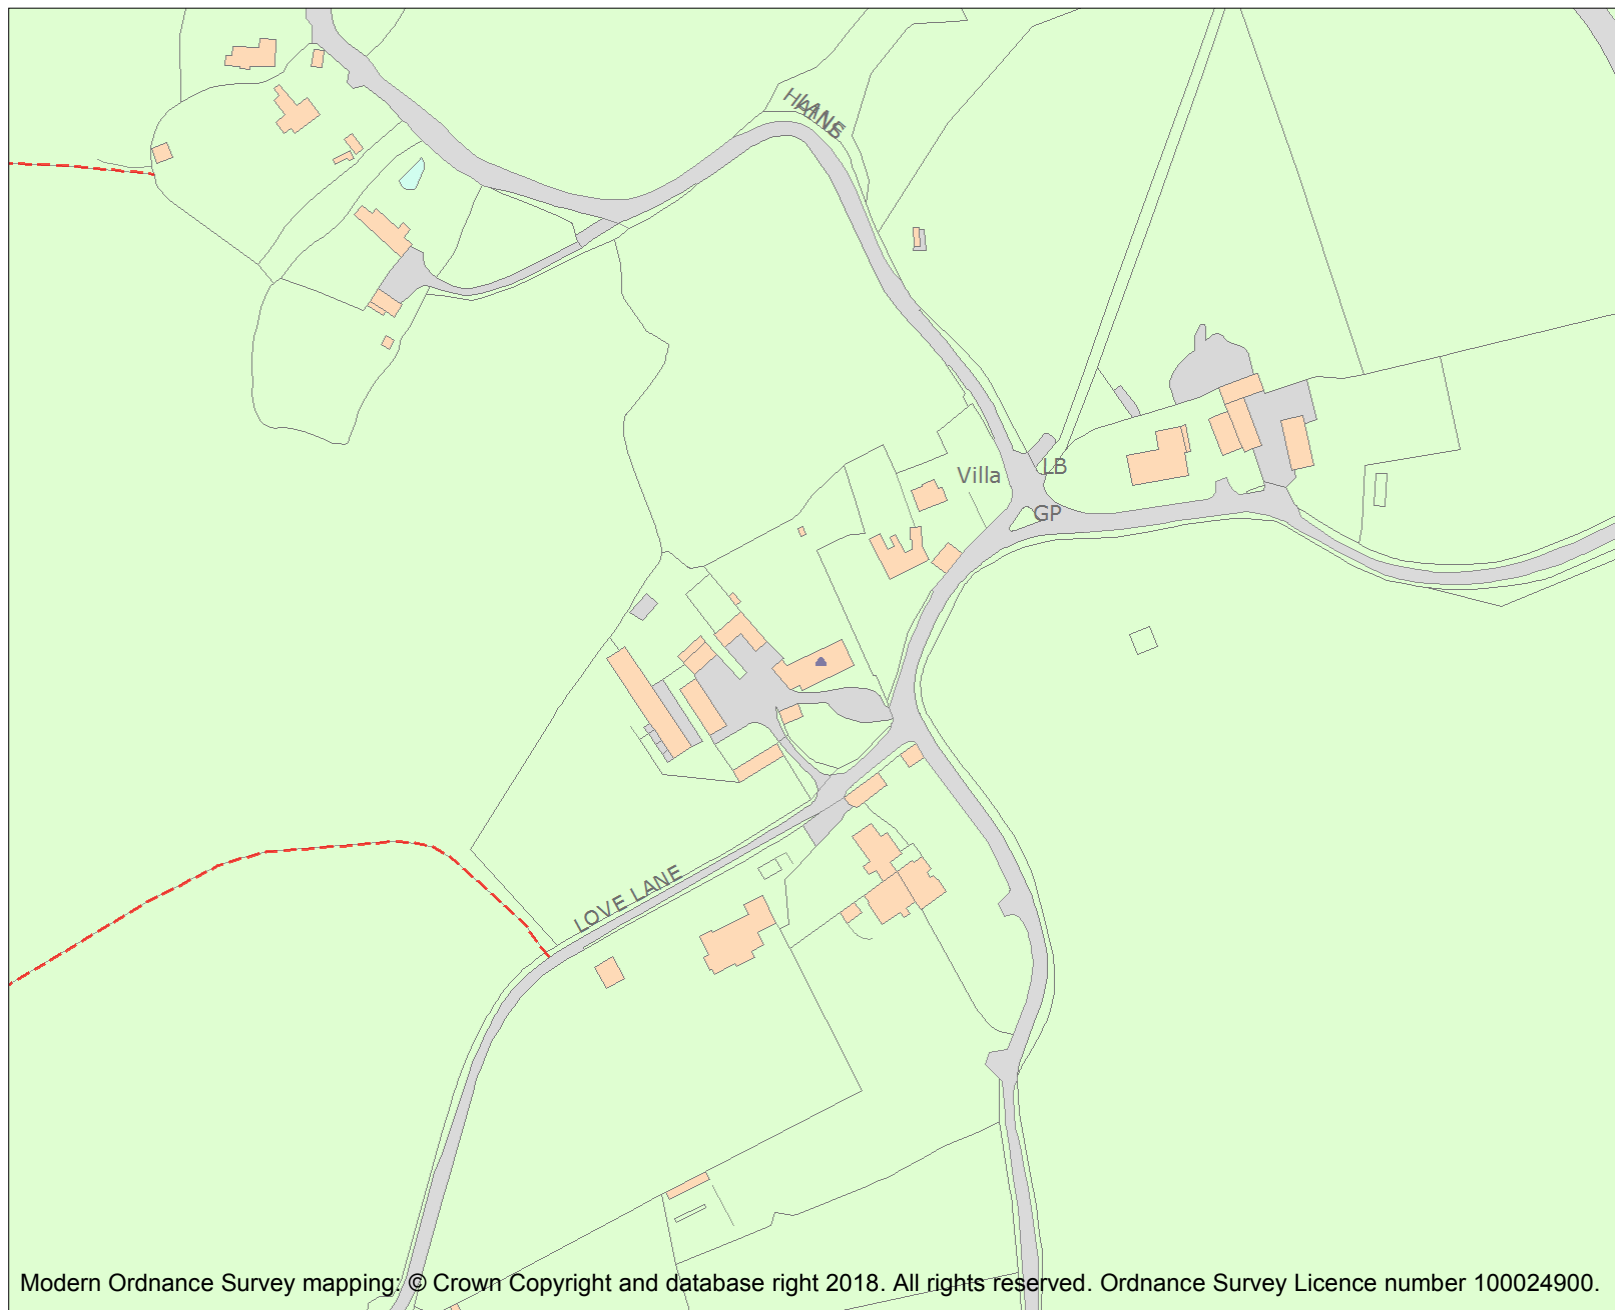 LANE
Villa
LB
GP
LOVE LANE
Modern Ordnance Survey mapping: © Crown Copyright and database right 2018. All rights reserved. Ordnance Survey Licence number 100024900.